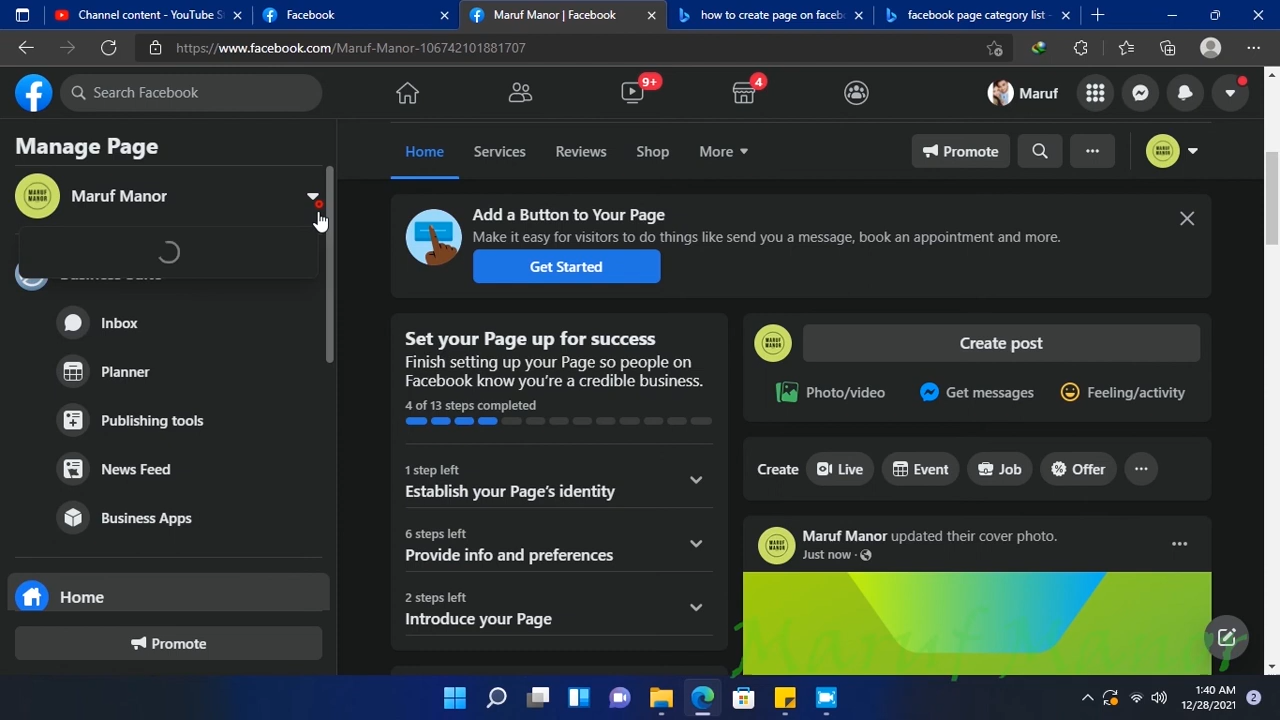 Channel content - YouTube S
Facebook
Maruf Manor | Facebook
how to create page on facebo
facebook page category list -
https://www.facebook.com/Maruf-Manor-106742101881707
Search Facebook
9+
4
Maruf
Manage Page
Maruf Manor
Inbox
Planner
Publishing tools
News Feed
Business Apps
Home
Promote
Home
Services
Reviews
Shop
More
Promote
Add a Button to Your Page
Make it easy for visitors to do things like send you a message, book an appointment and more.
Get Started
Set your Page up for success
Finish setting up your Page so people on
Facebook know you're a credible business.
4 of 13 steps completed
1 step left
Establish your Page's identity
6 steps left
Provide info and preferences
2 steps left
Introduce your Page
Create post
Photo/video
Get messages
Feeling/activity
Create
Live
Event
Job
Offer
Maruf Manor updated their cover photo.
Just now ·
Maruf Manor
1:40 AM
12/28/2021
2